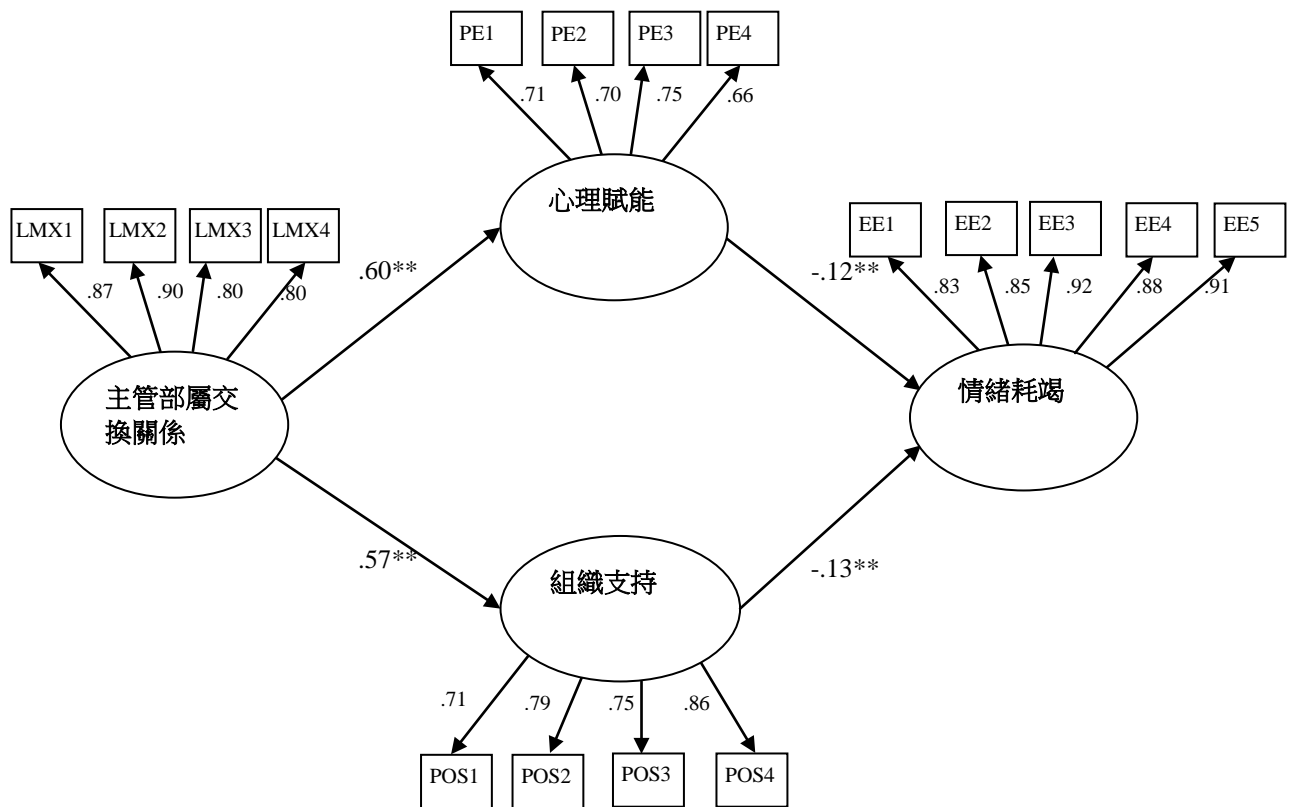 PE1
PE2
PE3
PE4
.71
.70
.75
.66
心理賦能
LMX1
LMX2
LMX3
LMX4
.87
.90
.80
.80
主管部屬交
換關係
.60**
.57**
-.12**
-.13**
EE1
EE2
EE3
EE4
EE5
.83
.85
.92
.88
.91
情緒耗竭
組織支持
.71
.79
.75
.86
POS1
POS2
POS3
POS4